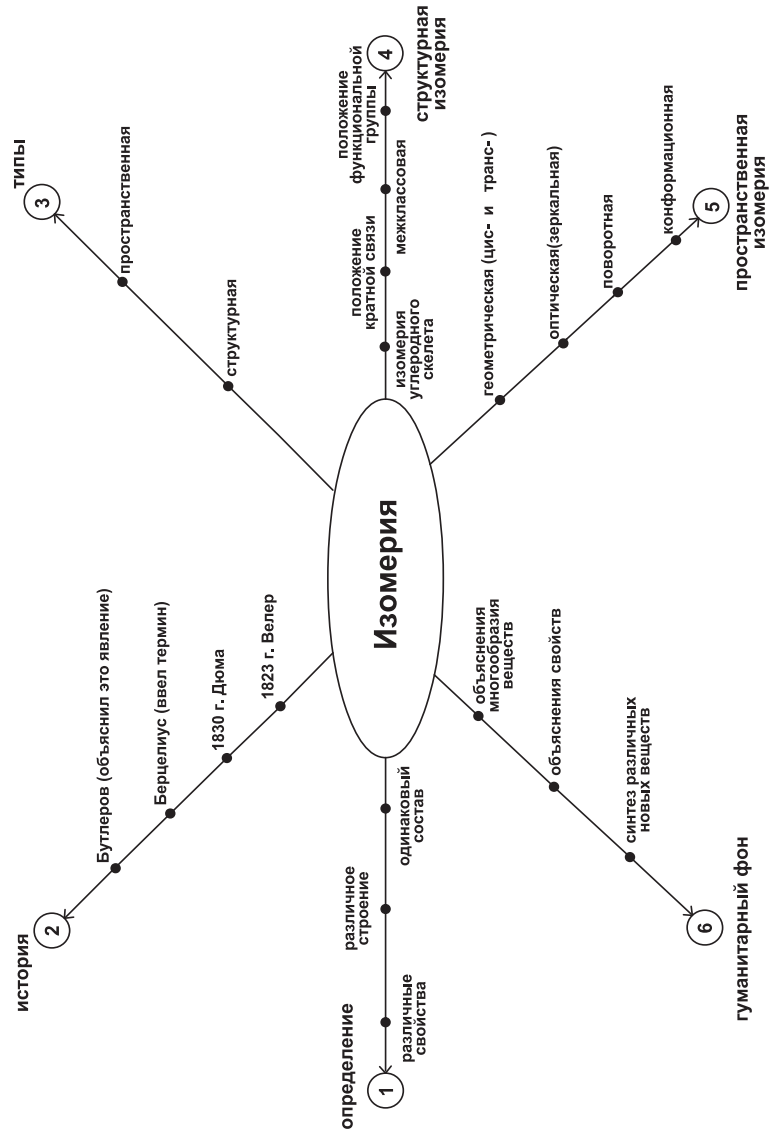 Изомерия
1
определение
одинаковый
состав
различное
строение
различные
свойства
2
история
1823 г. Велер
1830 г. Дюма
Берцелиус (ввел термин)
Бутлеров (объяснил это явление)
3
типы
структурная
пространственная
4
структурная
изомерия
изомерия
углеродного
скелета
положение
кратной связи
межклассовая
положение
функциональной
группы
5
пространственная
изомерия
геометрическая (цис- и транс- )
оптическая(зеркальная)
поворотная
конформационная
6
гуманитарный фон
объяснения
многообразия
веществ
объяснения свойств
синтез различных
новых веществ